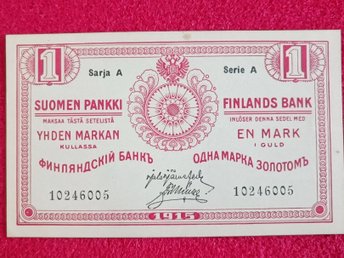 1 Sarja A Serie A 1
SUOMEN PANKKI FINLANDS BANK
MAKSAA TÄSTÄ SETELISTÄ INLÖSER DENNA SEDEL MED
YHDEN MARKAN EN MARK
KULLASSA I GULD
ФИНЛЯНДСКІЙ БАНКЪ ОДНА МАРКА ЗОЛОТОМЪ
10246005 10246005
1915